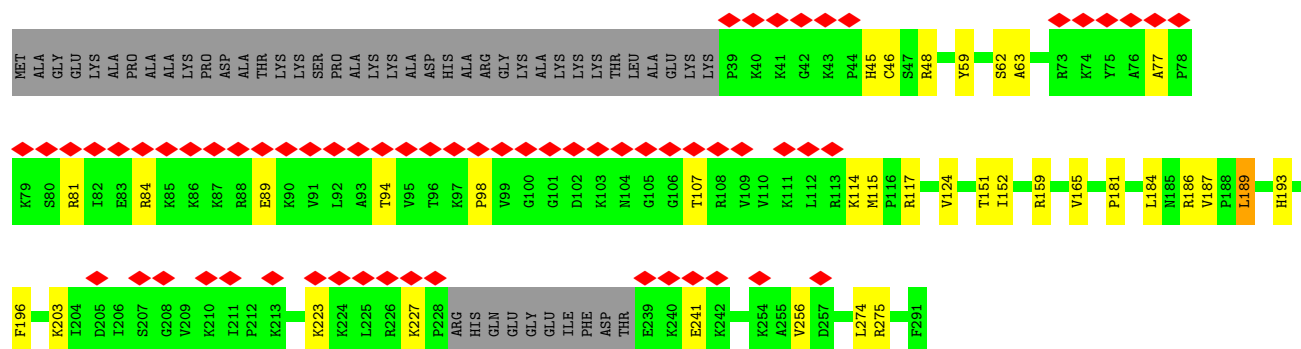 MET ALA GLY GLU LYS ALA PRO ALA ALA LYS PRO ASP ALA THR LYS LYS SER PRO ALA LYS LYS ALA ASP HIS ALA ARG GLY LYS ALA LYS LYS LYS THR LEU ALA GLU LYS LYS P39 K40 K41 G42 K43 P44 H45 C46 S47 R48 Y59 S62 A63 R73 K74 Y75 A76 A77 P78
K79 S80 R81 I82 E83 R84 K85 K86 K87 R88 E89 K90 V91 L92 A93 T94 V95 T96 K97 P98 V99 G100 G101 D102 K103 N104 G105 G106 T107 R108 V109 V110 K111 L112 R113 K114 M115 P116 R117 V124 T151 I152 R159 V165 P181 L184 N185 R186 V187 P188 L189 H193
F196 K203 I204 D205 I206 S207 G208 V209 K210 I211 P212 K213 K223 K224 L225 R226 K227 P228 ARG HIS GLN GLU GLY GLU ILE PHE ASP THR E239 K240 E241 K242 K254 A255 V256 D257 L274 R275 F291